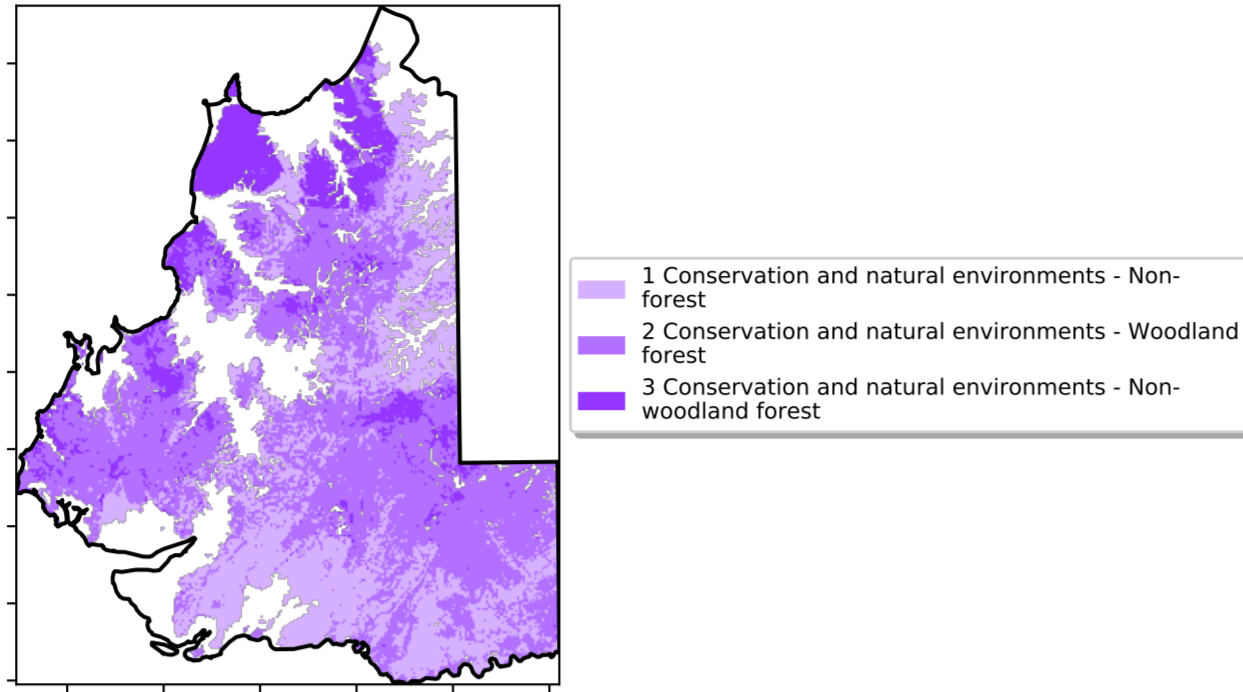 1 Conservation and natural environments - Non-
forest
2 Conservation and natural environments - Woodland
forest
3 Conservation and natural environments - Non-
woodland forest